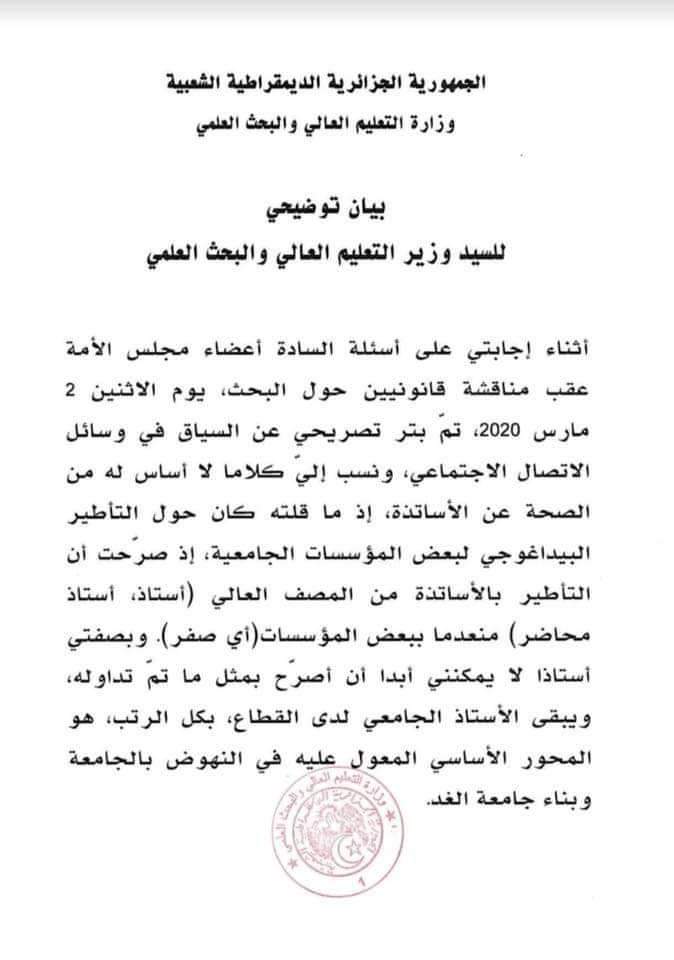 الجمهورية الجزائرية الديمقراطية الشعبية
وزارة التعليم العالي والبحث العلمي
بيان توضيحي
للسيد وزير التعليم العالي والبحث العلمي
أثناء إجابتي على أسئلة السادة أعضاء مجلس الأمة
عقب مناقشة قانونيين حول البحث، يوم الاثنين 2
مارس 2020، تمّ بتر تصريحي عن السياق في وسائل
الاتصال الاجتماعي، ونسب إليّ كلاما لا أساس له من
الصحة عن الأساتذة، إذ ما قلته كان حول التأطير
البيداغوجي لبعض المؤسسات الجامعية، إذ صرّحت أن
التأطير بالأساتذة من المصف العالي (أستاذ، أستاذ
محاضر) منعدما ببعض المؤسسات(أي صفر). وبصفتي
أستاذا لا يمكنني أبدا أن أصرّح بمثل ما تمّ تداوله،
ويبقى الأستاذ الجامعي لدى القطاع، بكل الرتب، هو
المحور الأساسي المعول عليه في النهوض بالجامعة
وبناء جامعة الغد.
وزارة التعليم العالي والبحث العلمي
الجمهورية الجزائرية الديمقراطية الشعبية
1